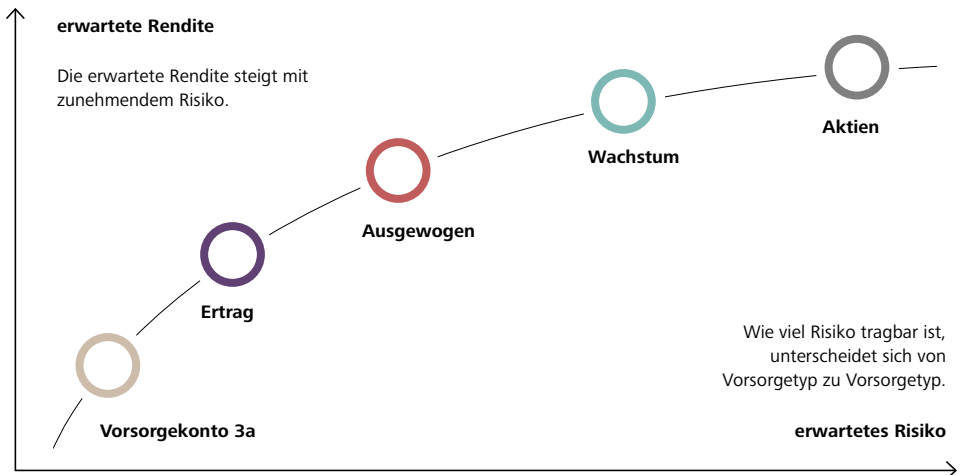 erwartete Rendite
Die erwartete Rendite steigt mit
zunehmendem Risiko.
Aktien
Wachstum
Ausgewogen
Ertrag
Wie viel Risiko tragbar ist,
unterscheidet sich von
Vorsorgetyp zu Vorsorgetyp.
Vorsorgekonto 3a
erwartetes Risiko